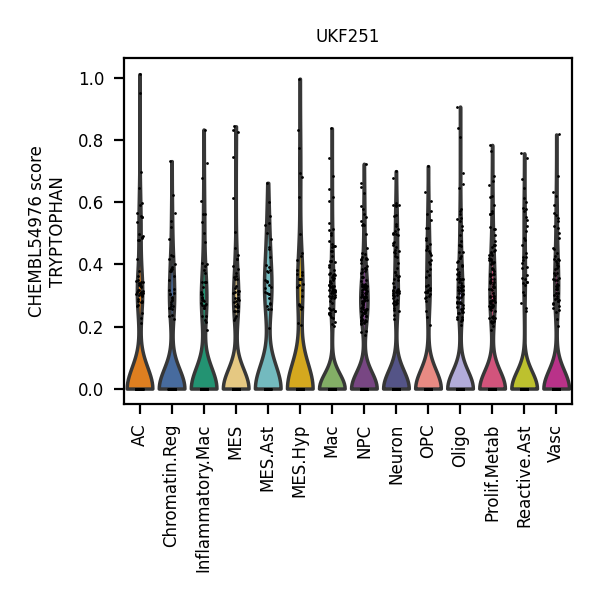 UKF251
CHEMBL54976 score
TRYPTOPHAN
1.0
0.8
0.6
0.4
0.2
0.0
AC
Chromatin.Reg
Inflammatory.Mac
MES
MES.Ast
MES.Hyp
Mac
NPC
Neuron
OPC
Oligo
Prolif.Metab
Reactive.Ast
Vasc